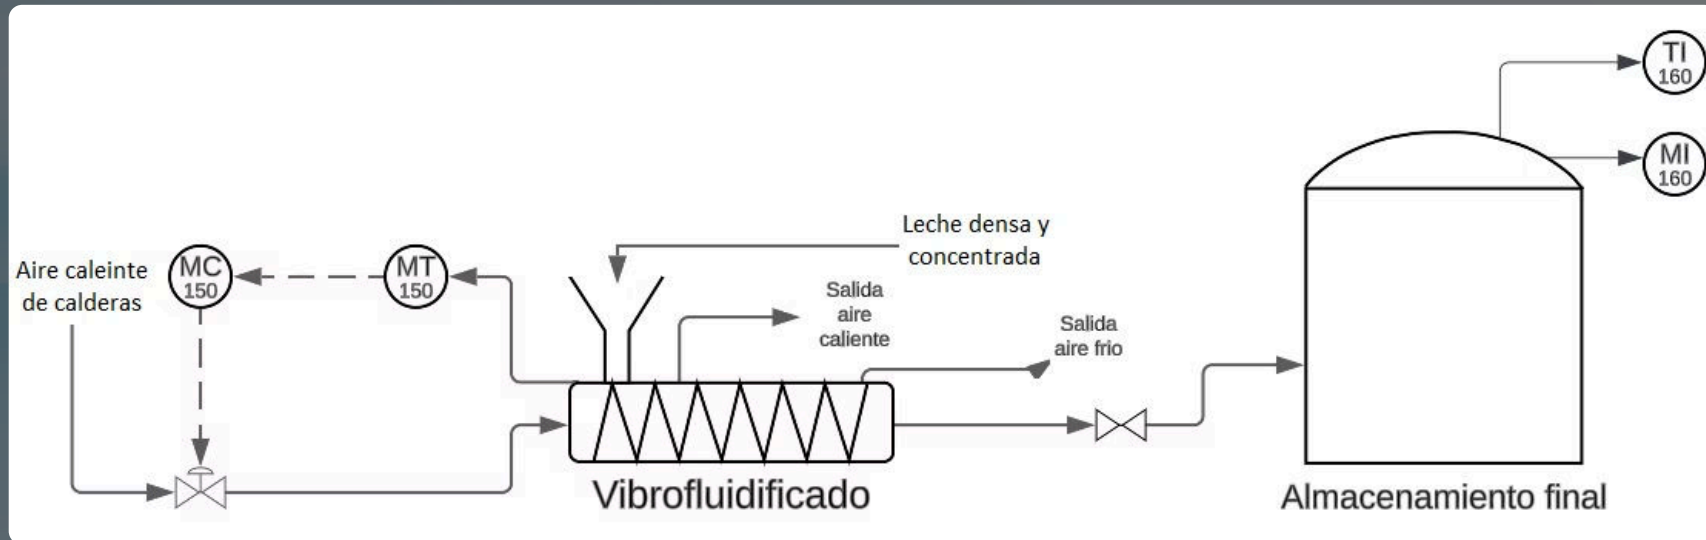 TI
160
MI
160
Leche densa y
concentrada
Aire caleinte
de calderas
MC
150
MT
150
Salida
aire
caliente
Salida
aire frio
Vibrofluidificado
Almacenamiento final